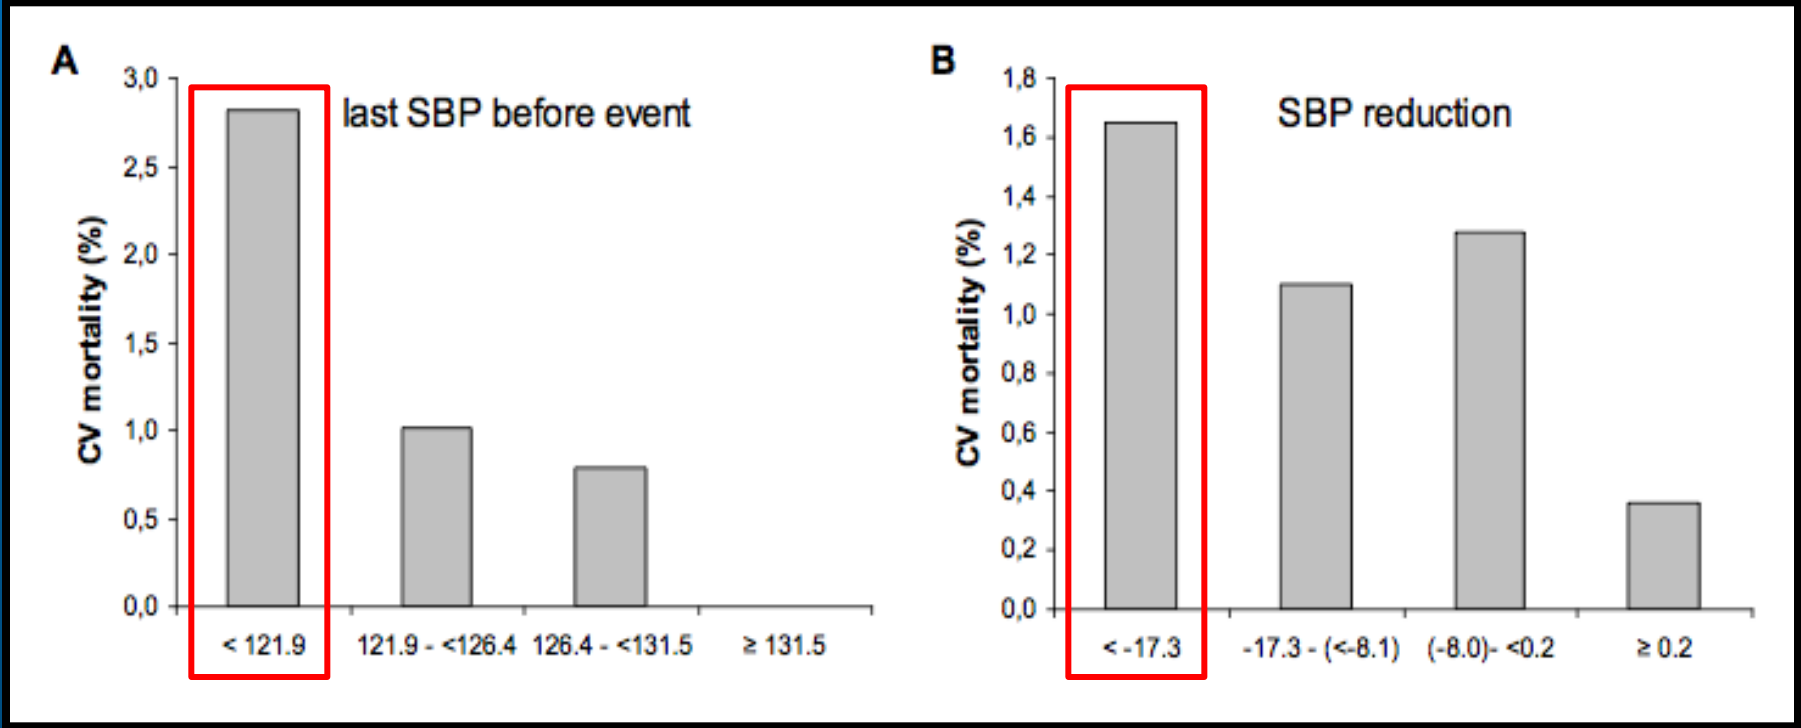 A
last SBP before event
CV mortality (%)
3,0
2,5
2,0
1,5
1,0
0,5
0,0
< 121.9
121.9 - <126.4
126.4 - <131.5
≥ 131.5
B
SBP reduction
CV mortality (%)
1,8
1,6
1,4
1,2
1,0
0,8
0,6
0,4
0,2
0,0
< -17.3
-17.3 - (<-8.1)
(-8.0)- <0.2
≥ 0.2